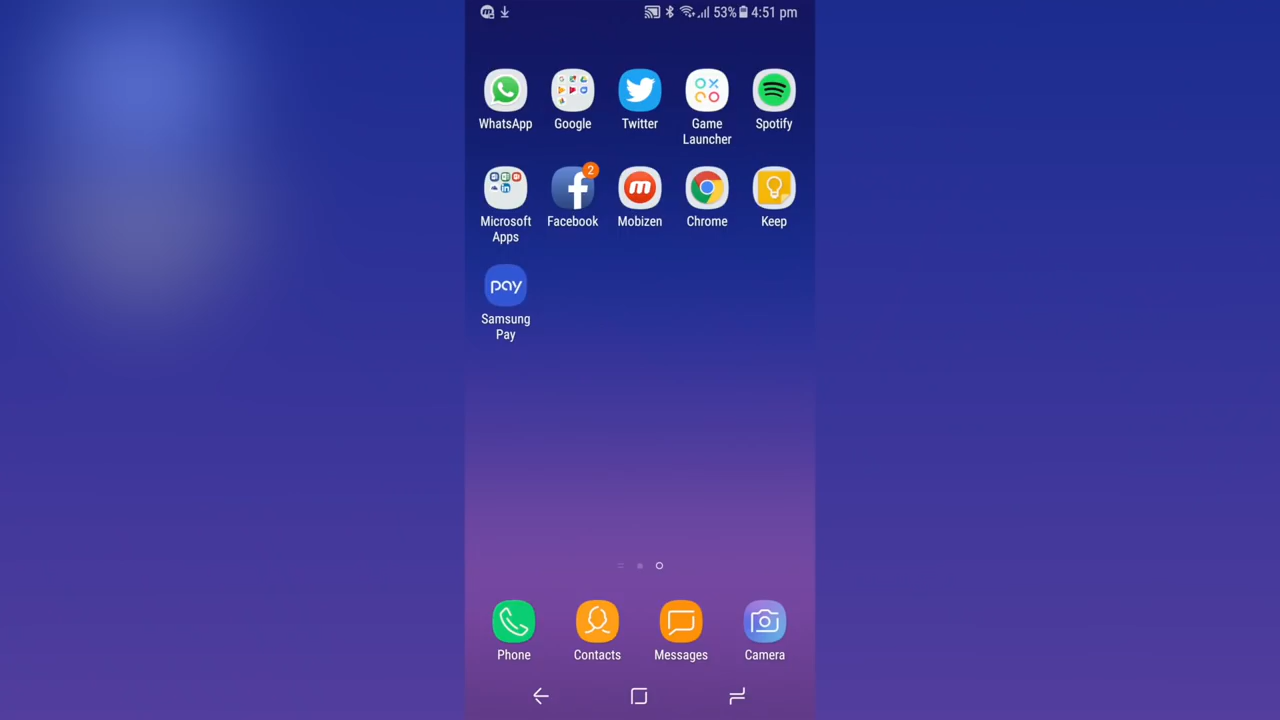 53% 4:51 pm
WhatsApp Google Twitter Game Launcher Spotify
2
Microsoft Apps Facebook Mobizen Chrome Keep
pay
Samsung Pay
Phone Contacts Messages Camera